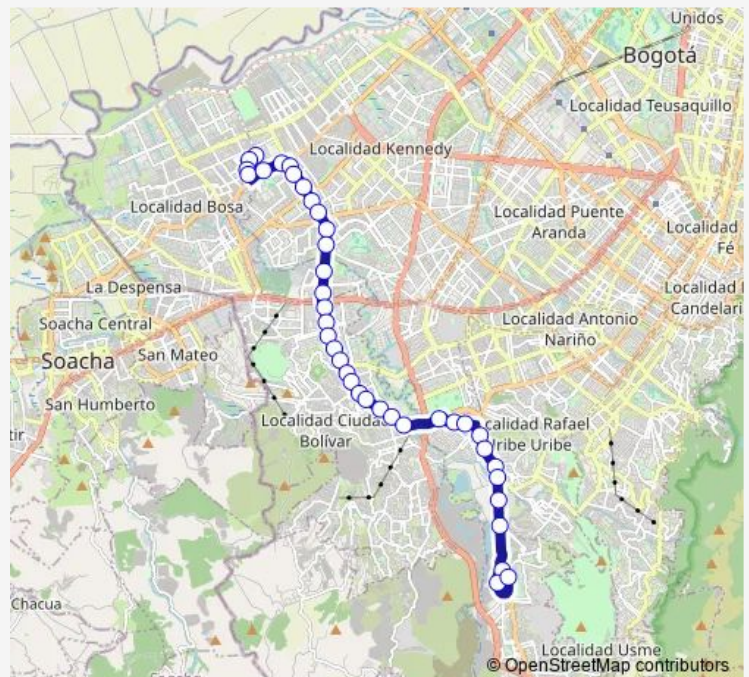 Unidos
Bogotá
Localidad Teusaquillo
Localidad Kennedy
Localidad Bosa
Localidad Puente
Aranda
Localidad
Fé
La Despensa
Localidad
Candelari
Soacha Central
Localidad Antonio
Nariño
San Mateo
Soacha
San Humberto
Localidad Ciuda
Bolívar
calidad Rafael
Uribe Uribe
tir
Chacua
Localidad Usme
© OpenStreetMap contributors